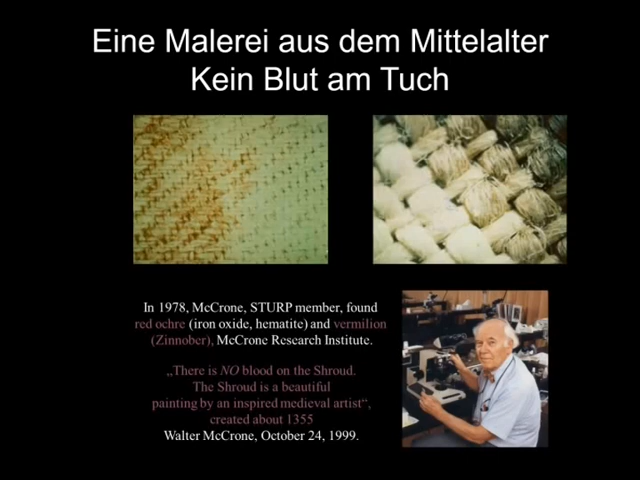 Eine Malerei aus dem Mittelalter
Kein Blut am Tuch
In 1978, McCrone, STURP member, found
red ochre (iron oxide, hematite) and vermilion
(Zinnober), McCrone Research Institute.
„There is NO blood on the Shroud.
The Shroud is a beautiful
painting by an inspired medieval artist“,
created about 1355
Walter McCrone, October 24, 1999.